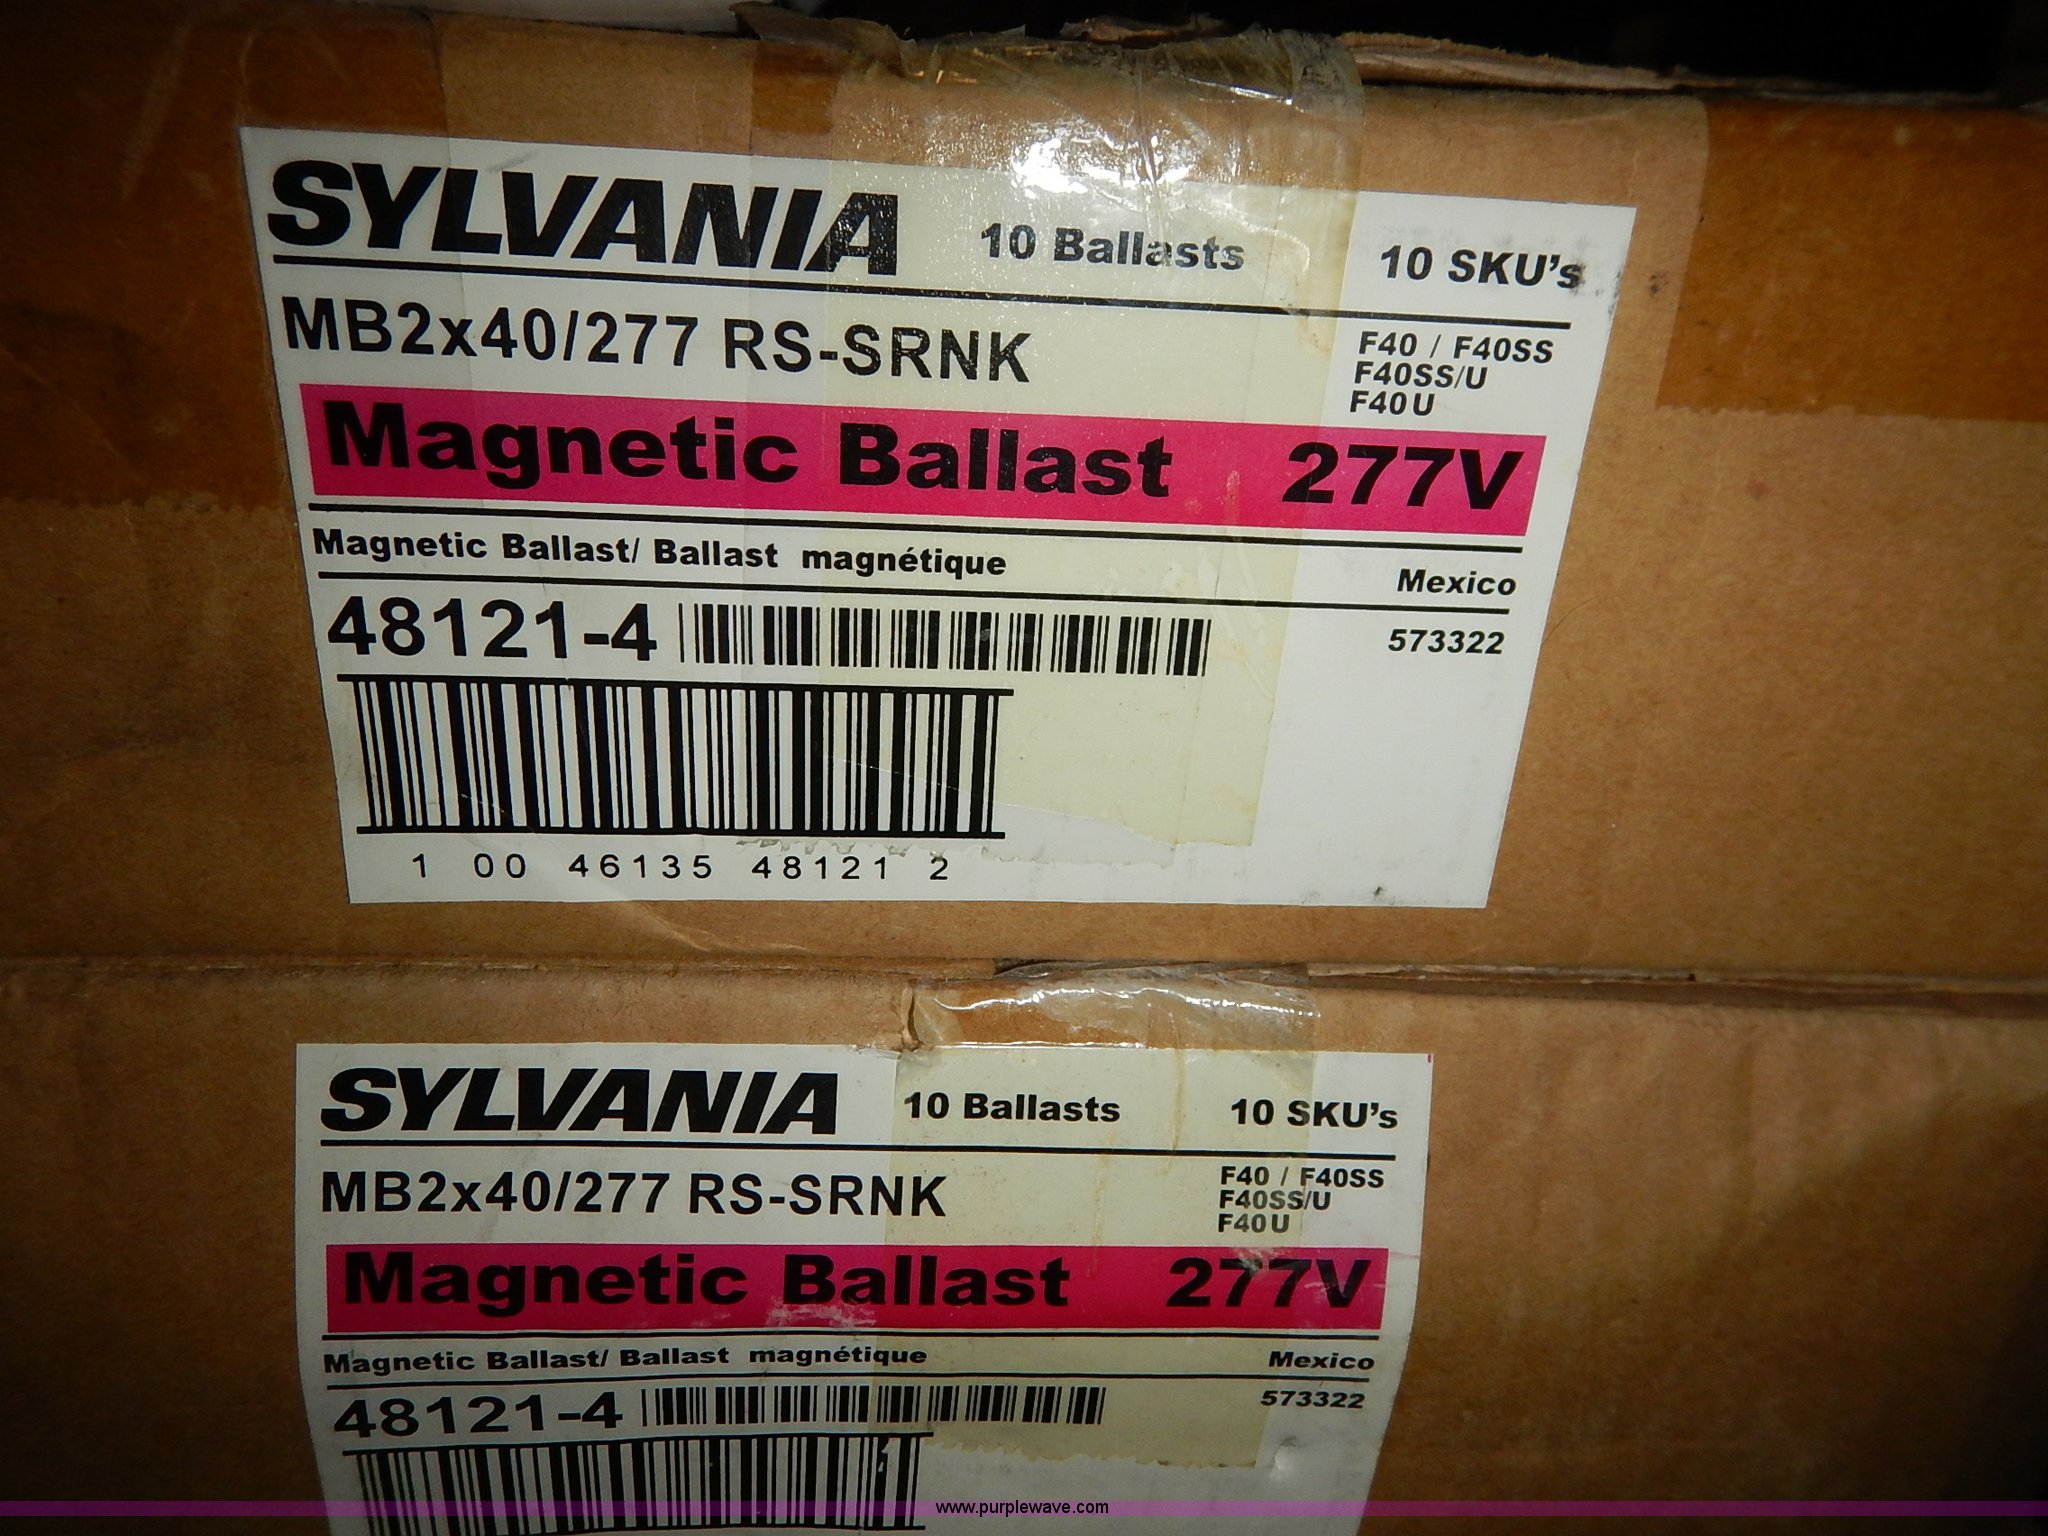 SYLVANIA 10 Ballasts 10 SKU's
MB2x40/277 RS-SRNK
F40 / F40SS
F40SS/U
F40U
Magnetic Ballast 277V
Magnetic Ballast/ Ballast magnétique
Mexico
48121-4
573322
1 00 46135 48121 2
SYLVANIA 10 Ballasts 10 SKU's
MB2x40/277 RS-SRNK
F40 / F40SS
F40SS/U
F40U
Magnetic Ballast 277V
Magnetic Ballast/ Ballast magnétique
Mexico
48121-4
573322
www.purplewave.com